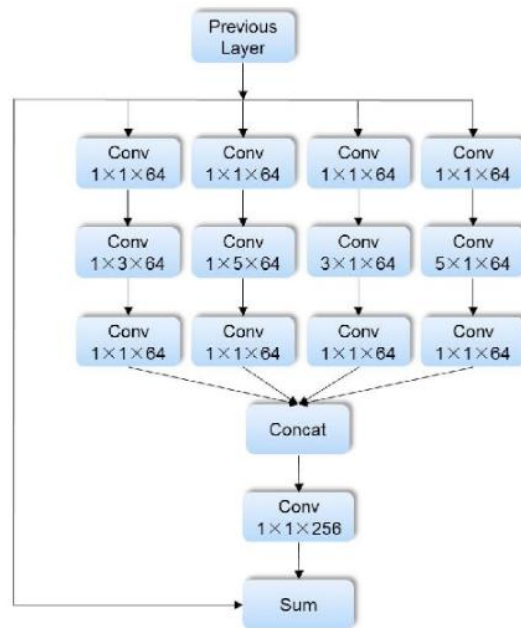 Previous
Layer
Conv
1×1×64
Conv
1×1×64
Conv
1×1×64
Conv
1×1×64
Conv
1×3×64
Conv
1×5×64
Conv
3×1×64
Conv
5×1×64
Conv
1×1×64
Conv
1×1×64
Conv
1×1×64
Conv
1×1×64
Concat
Conv
1×1×256
Sum